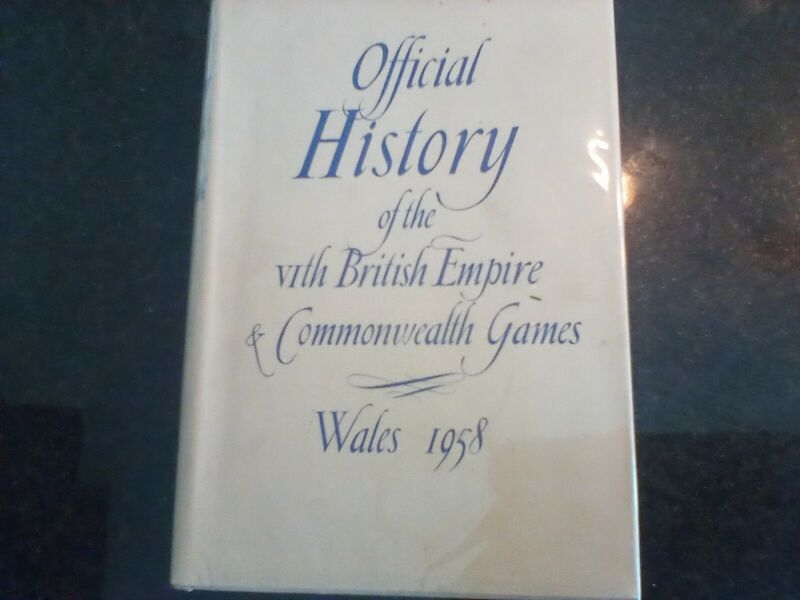 Official
History
of the
VIth British Empire
& Commonwealth Games
Wales 1958